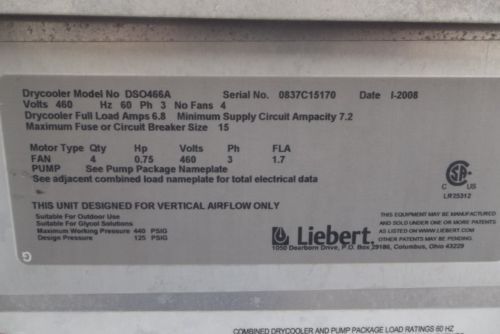 Drycooler Model No DSO466A Serial No. 0837C15170 Date I-2008
Volts 460 Hz 60 Ph 3 No Fans 4
Drycooler Full Load Amps 6.8 Minimum Supply Circuit Ampacity 7.2
Maximum Fuse or Circuit Breaker Size 15
Motor Type Qty Hp Volts Ph FLA
FAN 4 0.75 460 3 1.7
PUMP See Pump Package Nameplate
See adjacent combined load nameplate for total electrical data
SA
C US
LR25312
THIS UNIT DESIGNED FOR VERTICAL AIRFLOW ONLY
Suitable For Outdoor Use
Suitable For Glycol Solutions
Maximum Working Pressure 440 PSIG
Design Pressure 125 PSIG
Liebert
1050 Dearborn Drive, P.O. Box 29186, Columbus, Ohio 43229
THIS EQUIPMENT MAY BE MANUFACTURED
AND SOLD UNDER ONE OR MORE PATENTS
AS LISTED ON WWW.LIEBERT.COM
OTHER PATENTS MAY BE PENDING.
G
COMBINED DRYCOOLER AND PUMP PACKAGE LOAD RATINGS 60 HZ